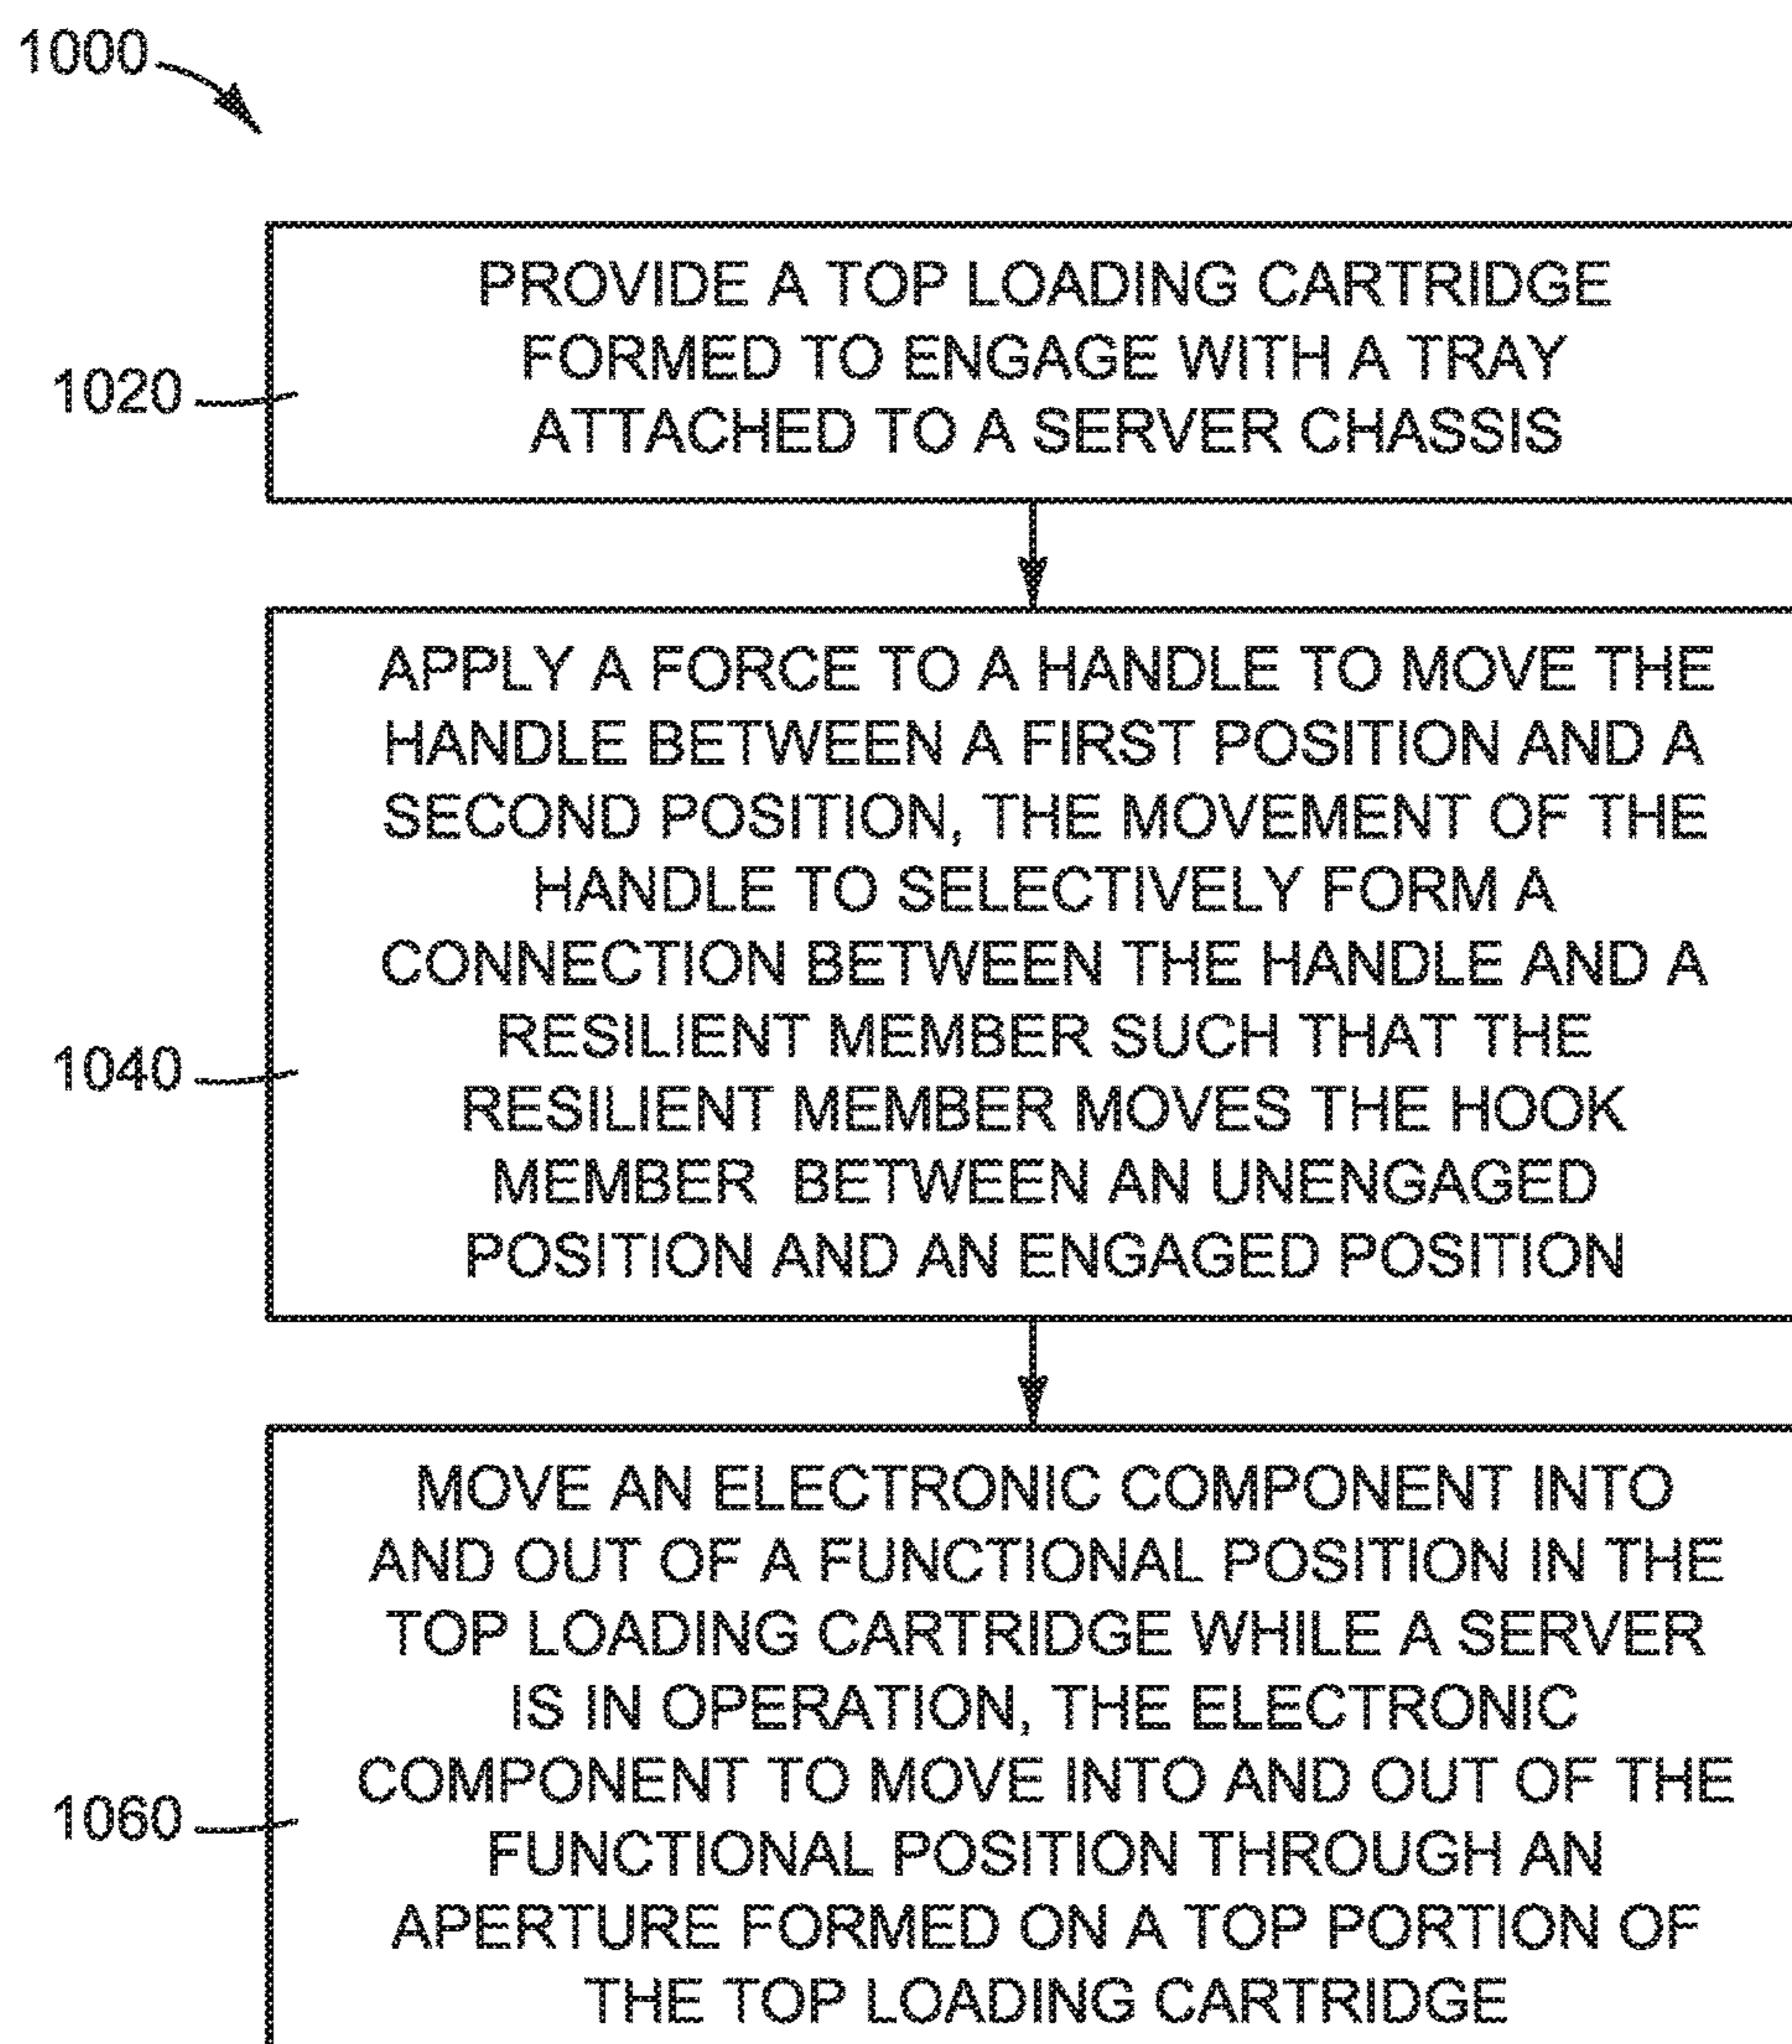 1000
PROVIDE A TOP LOADING CARTRIDGE
FORMED TO ENGAGE WITH A TRAY
ATTACHED TO A SERVER CHASSIS
1020
APPLY A FORCE TO A HANDLE TO MOVE THE
HANDLE BETWEEN A FIRST POSITION AND A
SECOND POSITION, THE MOVEMENT OF THE
HANDLE TO SELECTIVELY FORM A
CONNECTION BETWEEN THE HANDLE AND A
RESILIENT MEMBER SUCH THAT THE
RESILIENT MEMBER MOVES THE HOOK
MEMBER BETWEEN AN UNENGAGED
POSITION AND AN ENGAGED POSITION
1040
MOVE AN ELECTRONIC COMPONENT INTO
AND OUT OF A FUNCTIONAL POSITION IN THE
TOP LOADING CARTRIDGE WHILE A SERVER
IS IN OPERATION, THE ELECTRONIC
COMPONENT TO MOVE INTO AND OUT OF THE
FUNCTIONAL POSITION THROUGH AN
APERTURE FORMED ON A TOP PORTION OF
THE TOP LOADING CARTRIDGE
1060